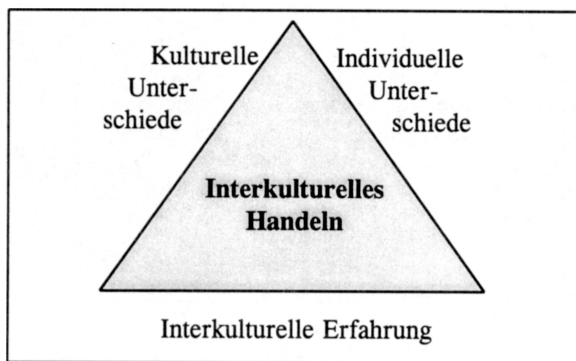 Kulturelle
Unter-
schiede
Individuelle
Unter-
schiede
Interkulturelles
Handeln
Interkulturelle Erfahrung